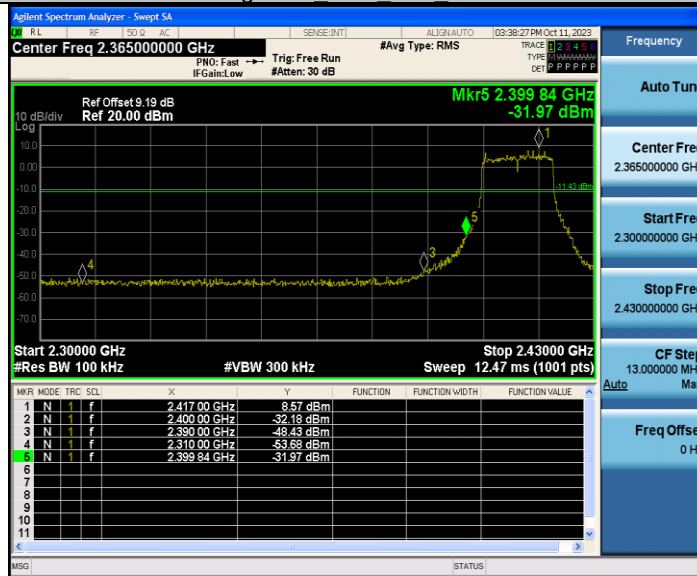 Agilent Spectrum Analyzer - Swept SA
RL RF 50 Ω AC SENSE:INT ALIGNAUTO 03:38:27 PM Oct 11, 2023
Center Freq 2.365000000 GHz
#Avg Type: RMS
TRACE 1 2 3 4 5 6
TYPE MWWWWW
DET P P P P P P
PNO: Fast
IFGain:Low
Trig: Free Run
#Atten: 30 dB
Frequency
Auto Tun
Center Fre
2.365000000 GH
Start Fre
2.300000000 GH
Stop Fre
2.430000000 GH
CF Ste
13.000000 MH
Auto Ma
Freq Offse
0 H
Mkr5 2.399 84 GHz
-31.97 dBm
Ref Offset 9.19 dB
10 dB/div Ref 20.00 dBm
Log
10.0
0.00
-10.0
-20.0
-30.0
-40.0
-50.0
-60.0
-70.0
1
-11.43 dBm
5
3
4
Start 2.30000 GHz Stop 2.43000 GHz
#Res BW 100 kHz #VBW 300 kHz Sweep 12.47 ms (1001 pts)
MKR MODE TRC SCL X Y FUNCTION FUNCTION WIDTH FUNCTION VALUE
1 N 1 f 2.417 00 GHz 8.57 dBm
2 N 1 f 2.400 00 GHz -32.18 dBm
3 N 1 f 2.390 00 GHz -48.43 dBm
4 N 1 f 2.310 00 GHz -53.68 dBm
5 N 1 f 2.399 84 GHz -31.97 dBm
6
7
8
9
10
11
MSG STATUS